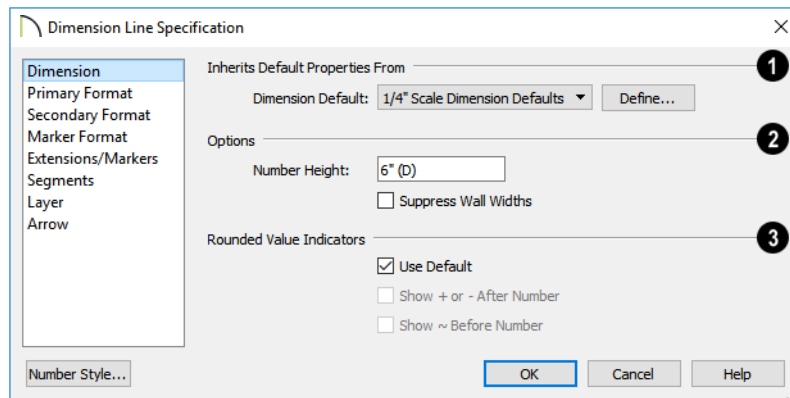 Dimension Line Specification
Dimension
Primary Format
Secondary Format
Marker Format
Extensions/Markers
Segments
Layer
Arrow
Number Style...
Inherits Default Properties From
1
Dimension Default: 1/4" Scale Dimension Defaults Define...
Options
2
Number Height: 6" (D)
Suppress Wall Widths
Rounded Value Indicators
3
Use Default
Show + or - After Number
Show ~ Before Number
OK Cancel Help